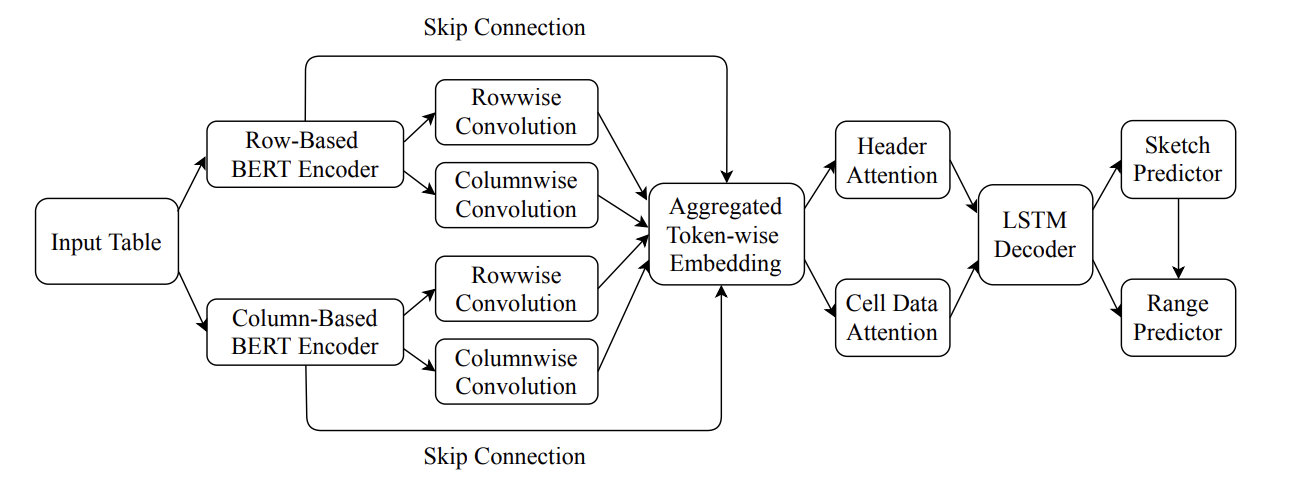 Skip Connection
Rowwise
Convolution
Row-Based
BERT Encoder
Columnwise
Convolution
Input Table
Column-Based
BERT Encoder
Rowwise
Convolution
Columnwise
Convolution
Skip Connection
Aggregated
Token-wise
Embedding
Header
Attention
Cell Data
Attention
LSTM
Decoder
Sketch
Predictor
Range
Predictor